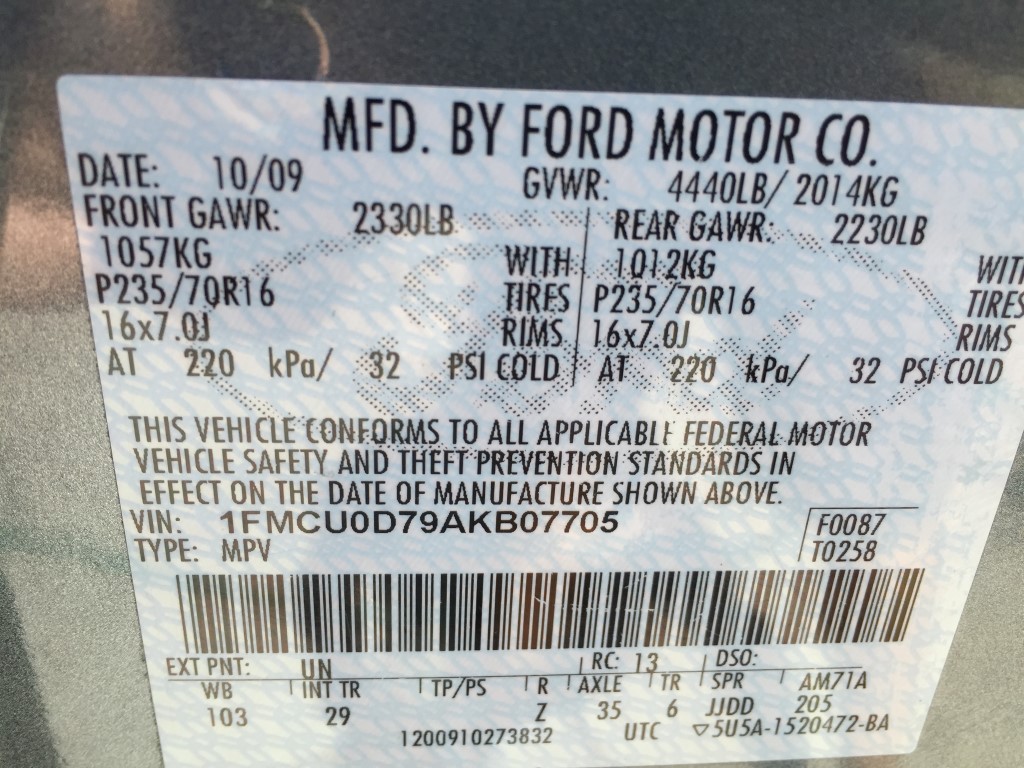 MFD. BY FORD MOTOR CO.
DATE: 10/09 GVWR: 4440LB/ 2014KG
FRONT GAWR: 2330LB REAR GAWR: 2230LB
1057KG WITH 1012KG WITH
P235/70R16 TIRES P235/70R16 TIRES
16x7.0J RIMS 16x7.0J RIMS
AT 220 kPa/ 32 PSI COLD AT 220 kPa/ 32 PSI COLD
THIS VEHICLE CONFORMS TO ALL APPLICABLE FEDERAL MOTOR
VEHICLE SAFETY AND THEFT PREVENTION STANDARDS IN
EFFECT ON THE DATE OF MANUFACTURE SHOWN ABOVE.
VIN: 1FMCU0D79AKB07705 F0087
TYPE: MPV T0258
EXT PNT: UN RC: 13 DSO:
WB INT TR TP/PS R AXLE TR SPR AM71A
103 29 Z 35 6 JJDD 205
1200910273832 UTC ▽5U5A-1520472-BA